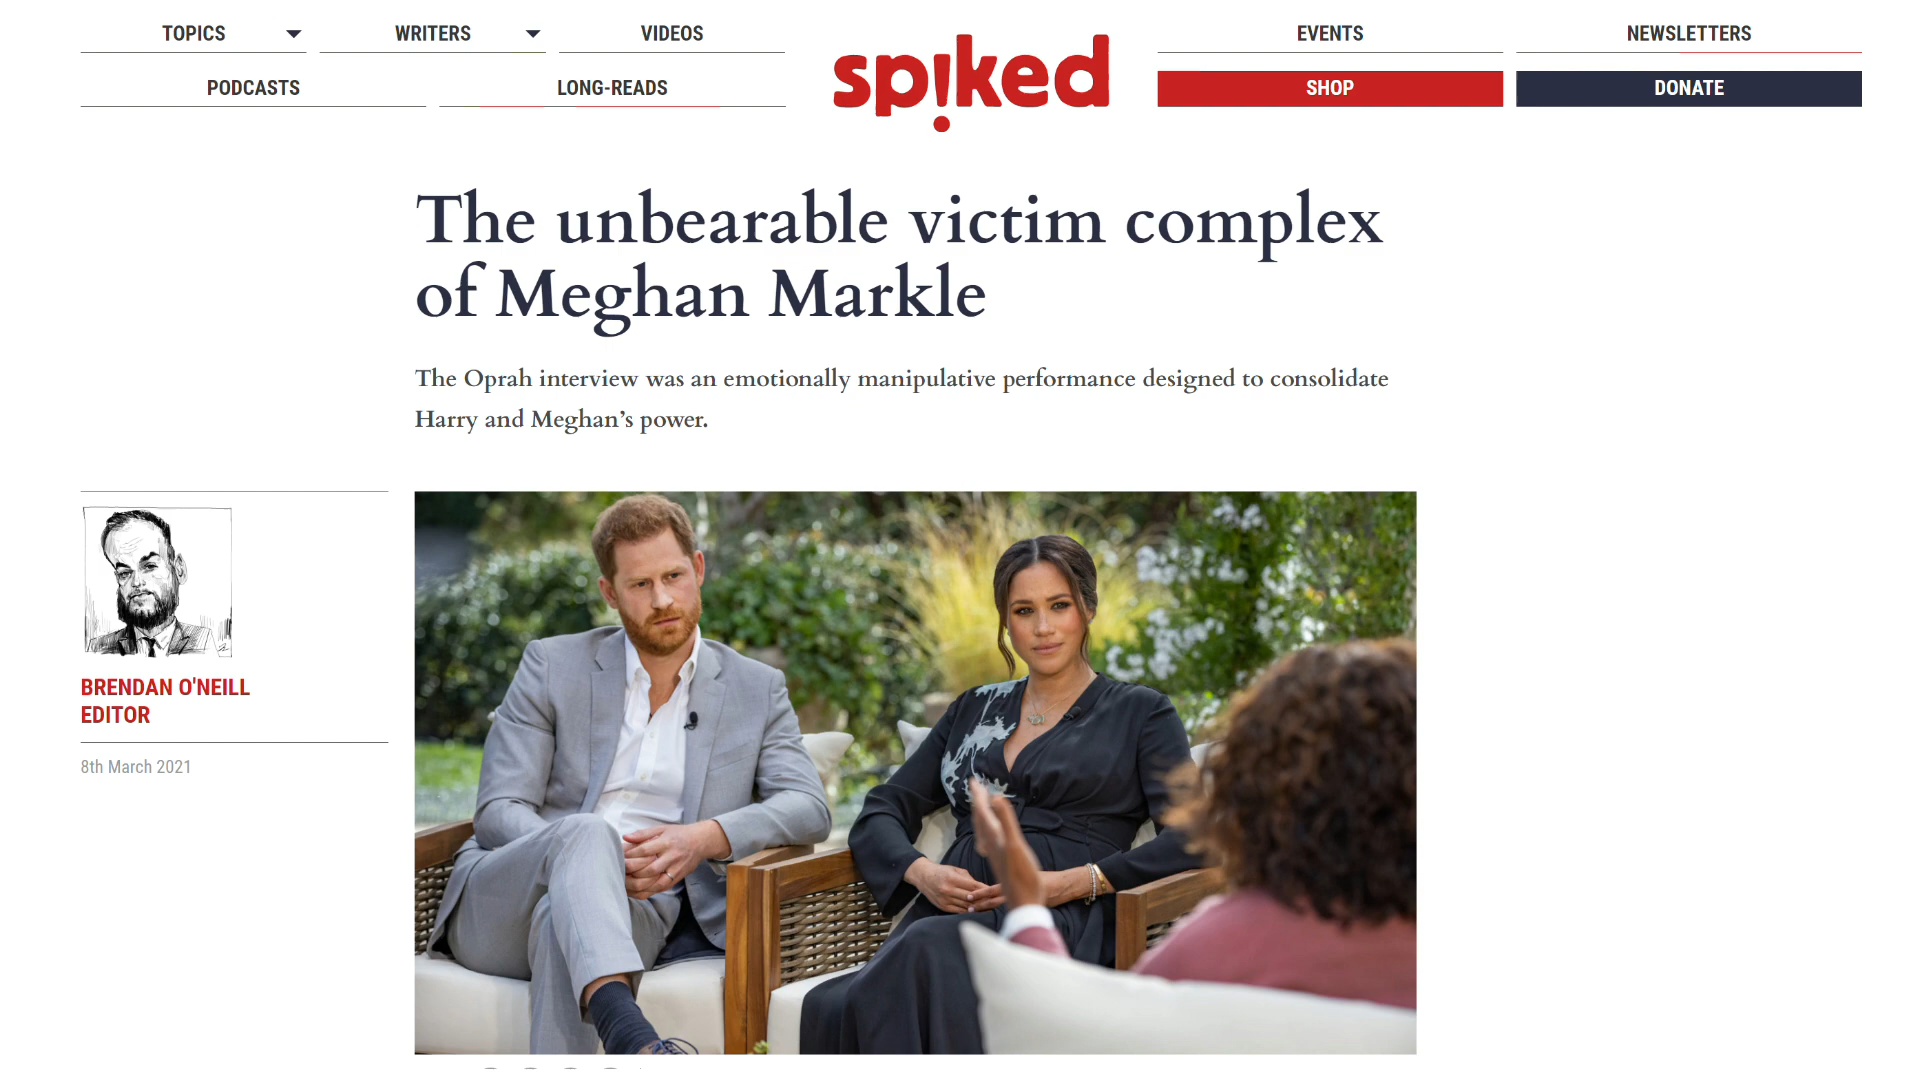 TOPICS
WRITERS
VIDEOS
PODCASTS
LONG-READS
spiked
EVENTS
NEWSLETTERS
SHOP
DONATE
The unbearable victim complex
of Meghan Markle
The Oprah interview was an emotionally manipulative performance designed to consolidate
Harry and Meghan’s power.
BRENDAN O'NEILL
EDITOR
8th March 2021